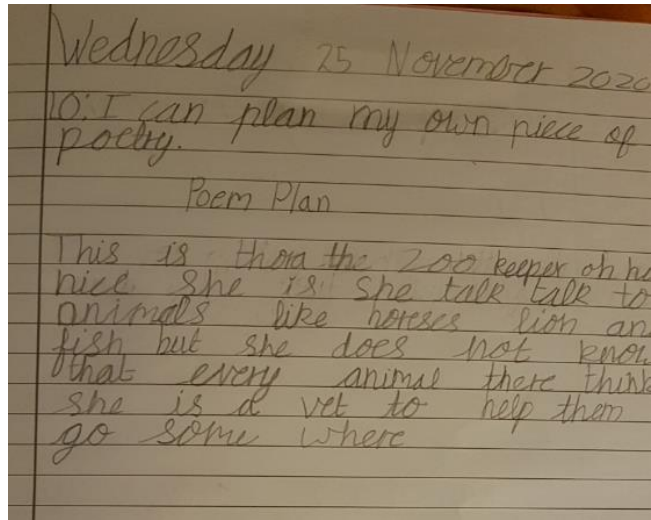 Wednesday 25 November 2020
LO: I can plan my own piece of
poetry.
Poem Plan
This is thora the zoo keeper oh ho
nice she is she talk talk to
animals like horeses lion an
fish but she does not know
that every animal there think
she is a vet to help them
go some where